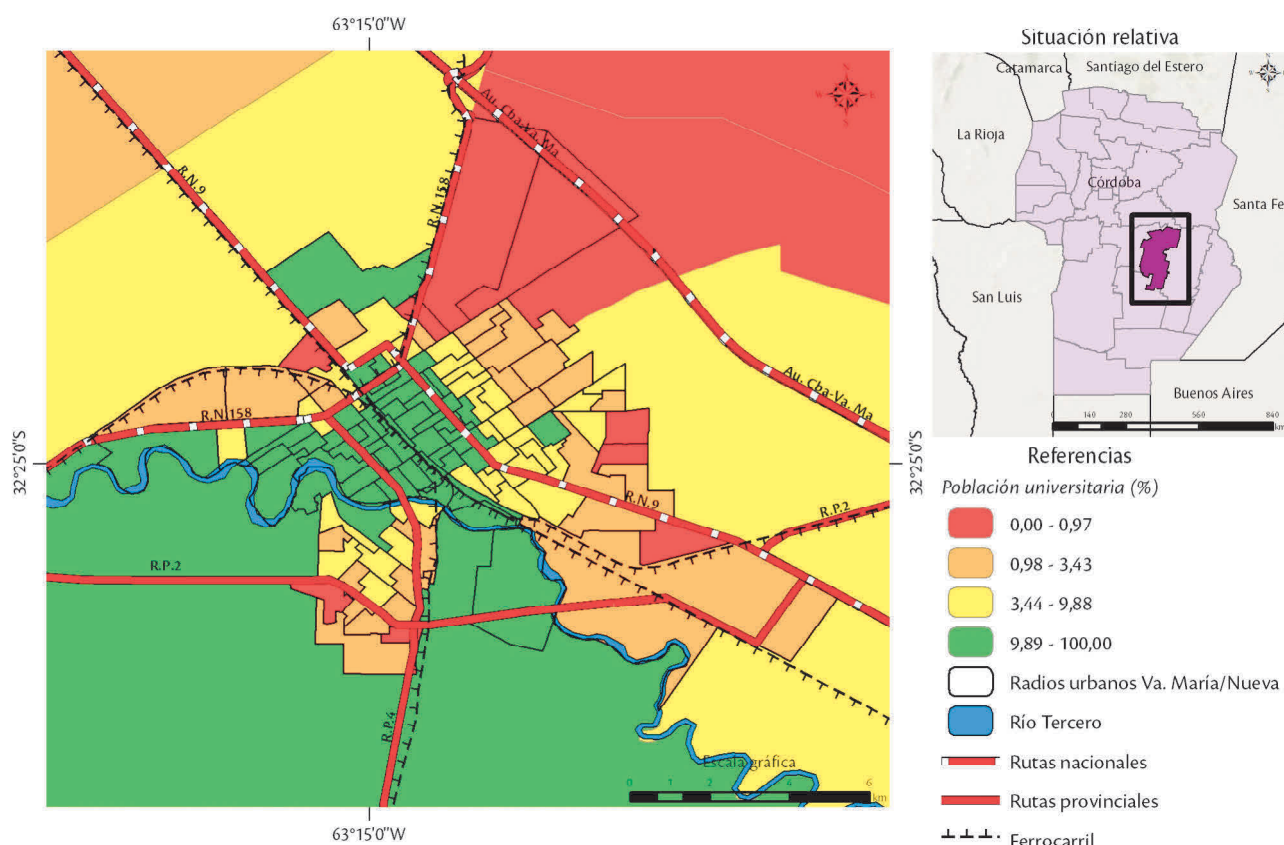 63°15'0"W
Situación relativa
Catamarca
Santiago del Estero
La Rioja
Córdoba
Santa Fe
San Luis
Buenos Aires
0 140 280 560 840
km
N
W E
S
N
W E
S
Au. Cba-Va. Ma
R.N.9
R.N.158
Au. Cba-Va. Ma
R.N.158
32°25'0"S
32°25'0"S
R.N.9
R.P.2
R.P.2
R.P.4
Escala gráfica
0 1 2 4 6
km
63°15'0"W
Referencias
Población universitaria (%)
0,00 - 0,97
0,98 - 3,43
3,44 - 9,88
9,89 - 100,00
Radios urbanos Va. María/Nueva
Río Tercero
Rutas nacionales
Rutas provinciales
Ferrocarril